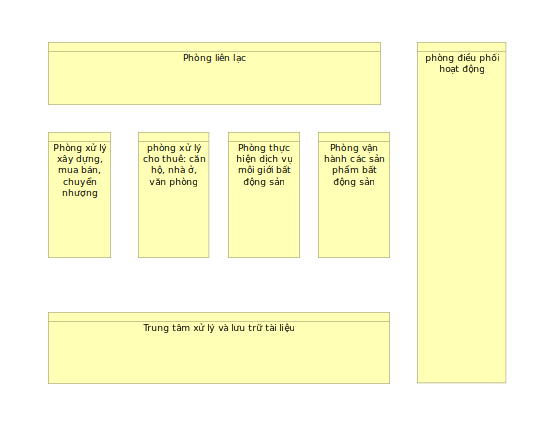 Phòng liên lạc
phòng điều phối
hoạt động
Phòng xử lý
xây dựng,
mua bán,
chuyển
nhượng
phòng xử lý
cho thuê: căn
hộ, nhà ở,
văn phòng
Phòng thực
hiện dịch vụ
môi giới bất
động sản
Phòng vận
hành các sản
phẩm bất
động sản
Trung tâm xử lý và lưu trữ tài liệu